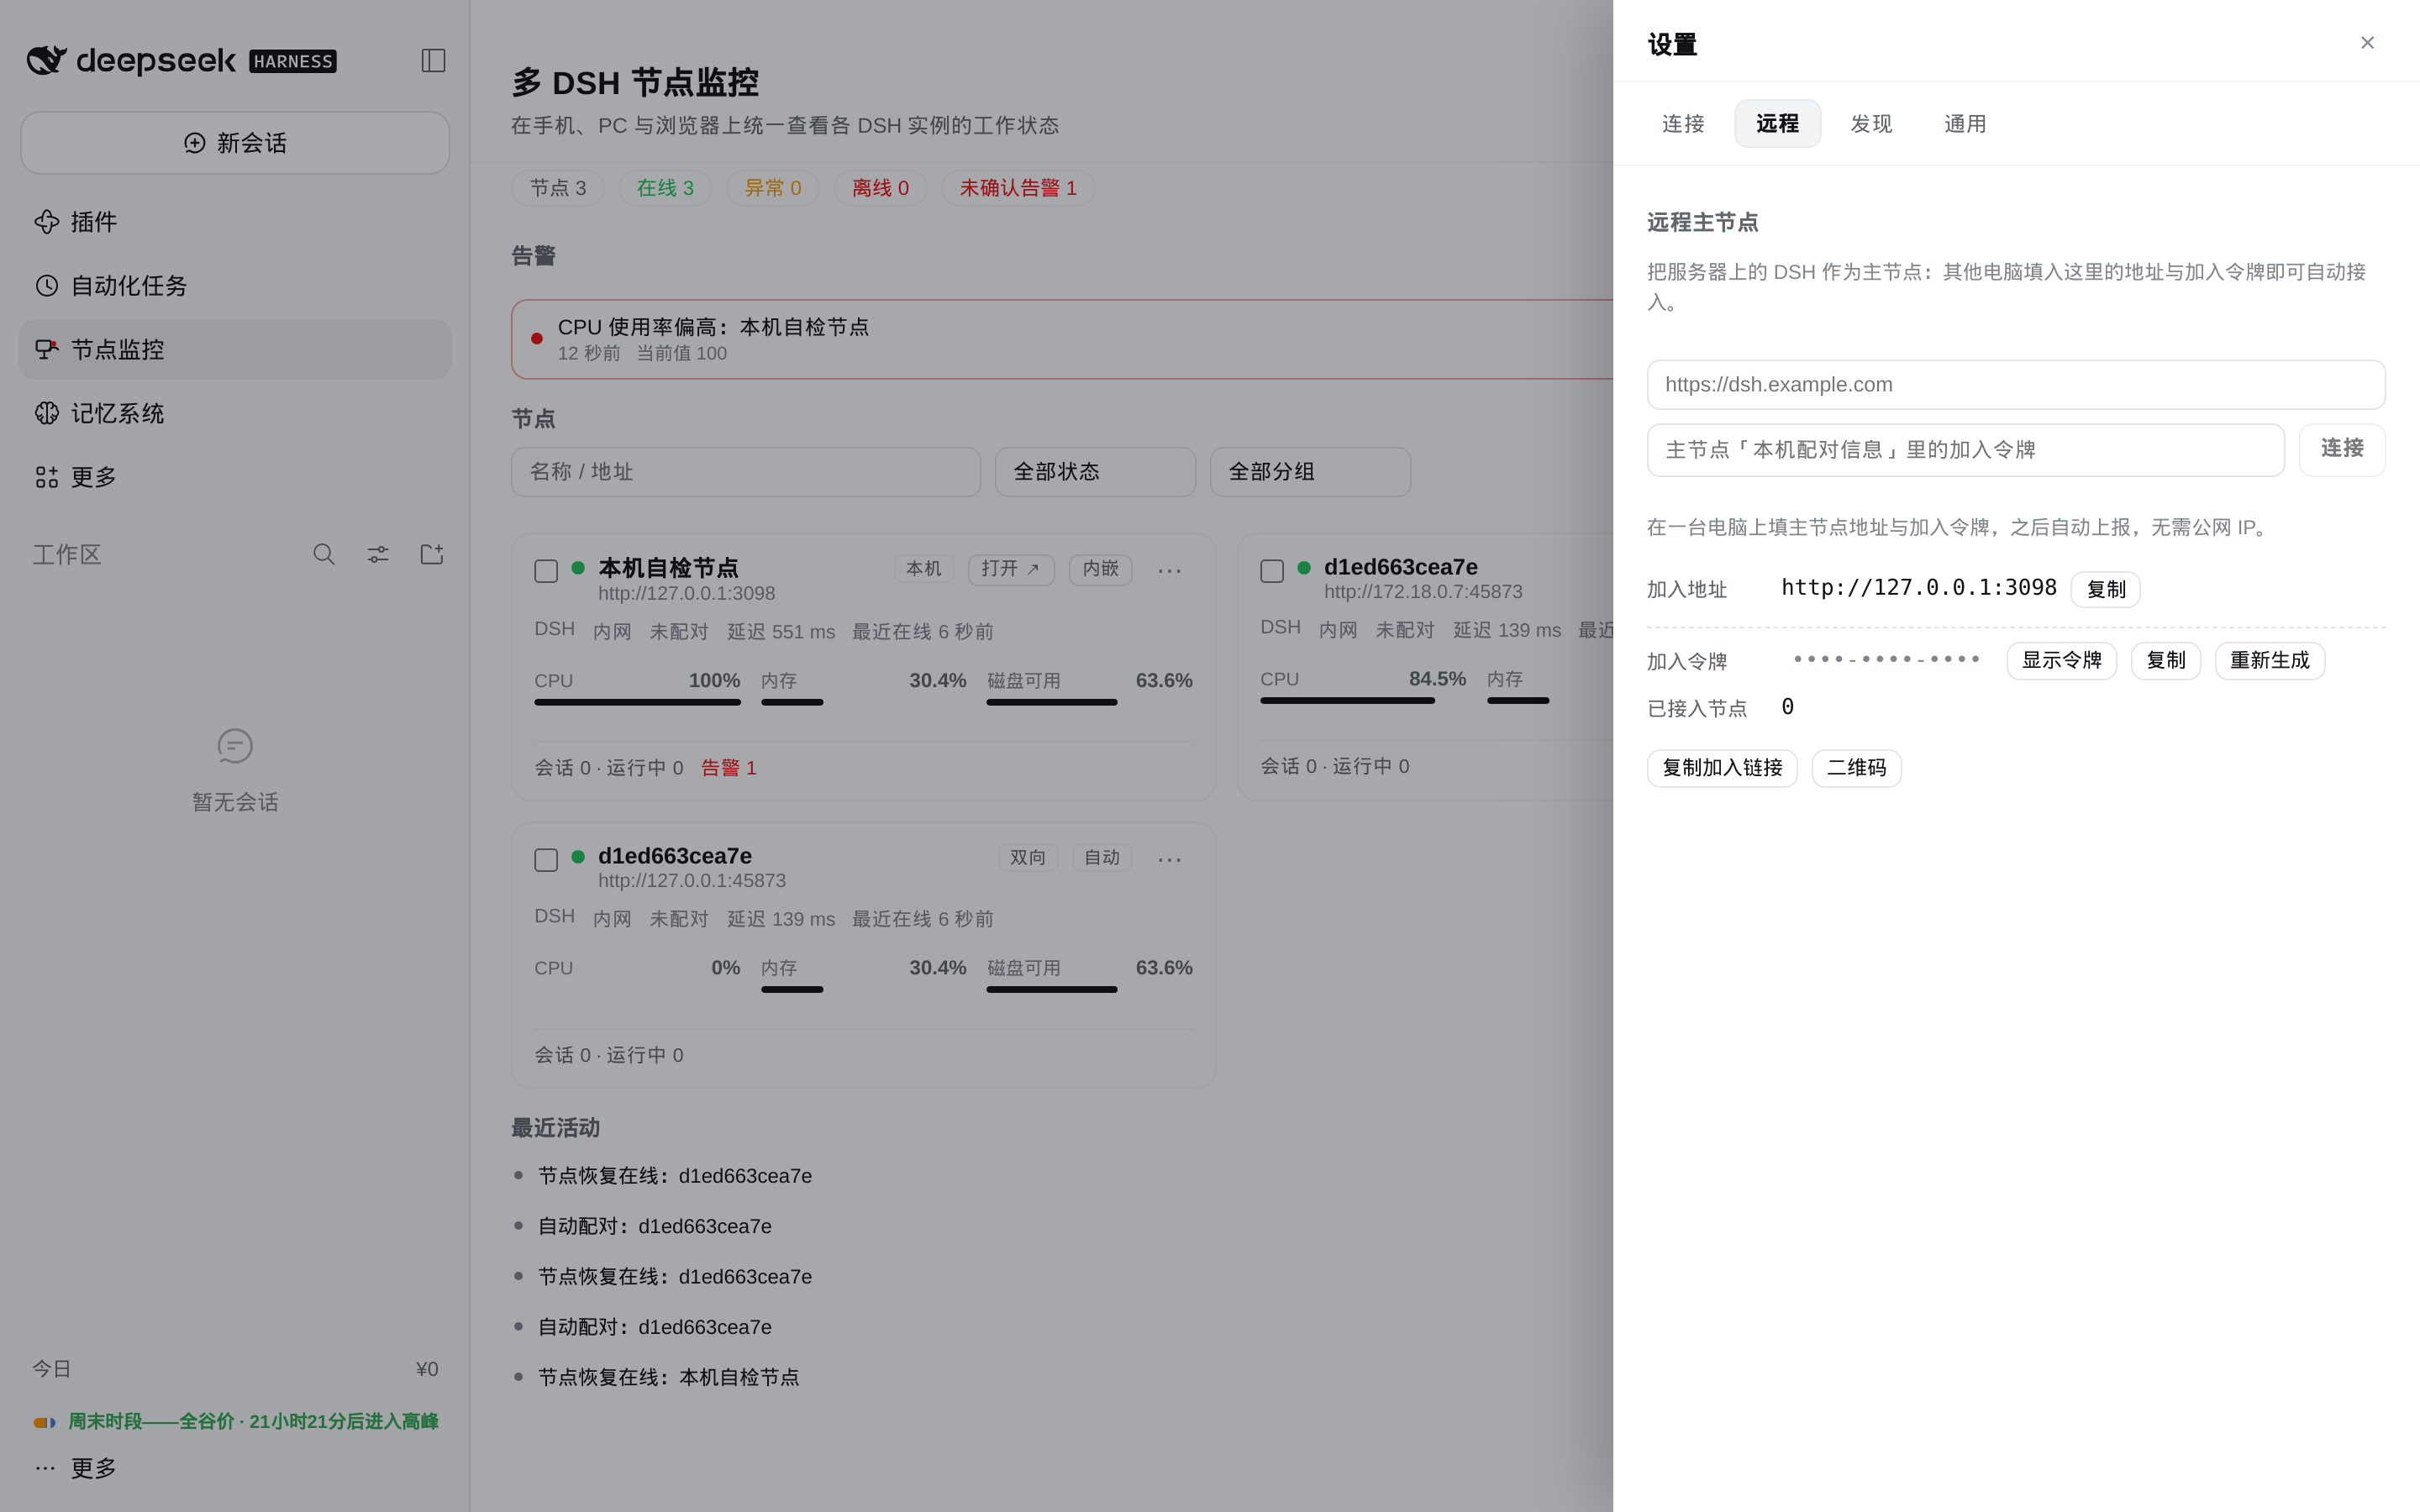 deepseek HARNESS
新会话
插件
自动化任务
节点监控
记忆系统
更多
工作区
暂无会话
今日 ¥0
周末时段——全谷价 · 21小时21分后进入高峰
更多
多 DSH 节点监控
在手机、PC 与浏览器上统一查看各 DSH 实例的工作状态
节点 3 在线 3 异常 0 离线 0 未确认告警 1
告警
CPU 使用率偏高：本机自检节点
12 秒前 当前值 100
节点
名称 / 地址 全部状态 全部分组
本机自检节点 本机 打开 ↗ 内嵌 ···
http://127.0.0.1:3098
DSH 内网 未配对 延迟 551 ms 最近在线 6 秒前
CPU 100% 内存 30.4% 磁盘可用 63.6%
会话 0 · 运行中 0 告警 1
d1ed663cea7e
http://172.18.0.7:45873
DSH 内网 未配对 延迟 139 ms 最近
CPU 84.5% 内存
会话 0 · 运行中 0
d1ed663cea7e 双向 自动 ···
http://127.0.0.1:45873
DSH 内网 未配对 延迟 139 ms 最近在线 6 秒前
CPU 0% 内存 30.4% 磁盘可用 63.6%
会话 0 · 运行中 0
最近活动
节点恢复在线：d1ed663cea7e
自动配对：d1ed663cea7e
节点恢复在线：d1ed663cea7e
自动配对：d1ed663cea7e
节点恢复在线：本机自检节点
设置 ×
连接 远程 发现 通用
远程主节点
把服务器上的 DSH 作为主节点：其他电脑填入这里的地址与加入令牌即可自动接
入。
https://dsh.example.com
主节点「本机配对信息」里的加入令牌 连接
在一台电脑上填主节点地址与加入令牌，之后自动上报，无需公网 IP。
加入地址 http://127.0.0.1:3098 复制
加入令牌 ••••-••••-•••• 显示令牌 复制 重新生成
已接入节点 0
复制加入链接 二维码